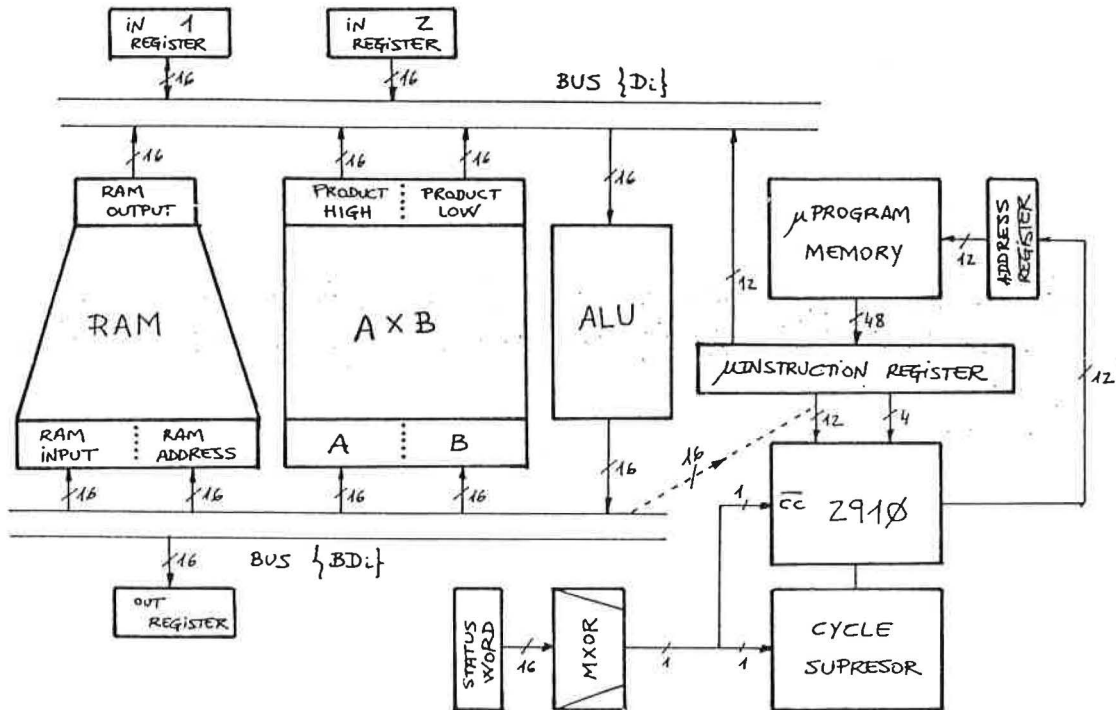 IN 1
REGISTER
IN 2
REGISTER
16
16
BUS {Di}
16
16
16
16
RAM
OUTPUT
PRODUCT
HIGH
PRODUCT
LOW
μPROGRAM
MEMORY
ADDRESS
REGISTER
12
12
RAM
A X B
ALU
48
μINSTRUCTION REGISTER
12
RAM
INPUT
RAM
ADDRESS
A
B
12
4
16
16
16
16
16
16
CC
2910
1
BUS {BDi}
16
OUT
REGISTER
STATUS
WORD
16
MXOR
1
1
CYCLE
SUPRESOR